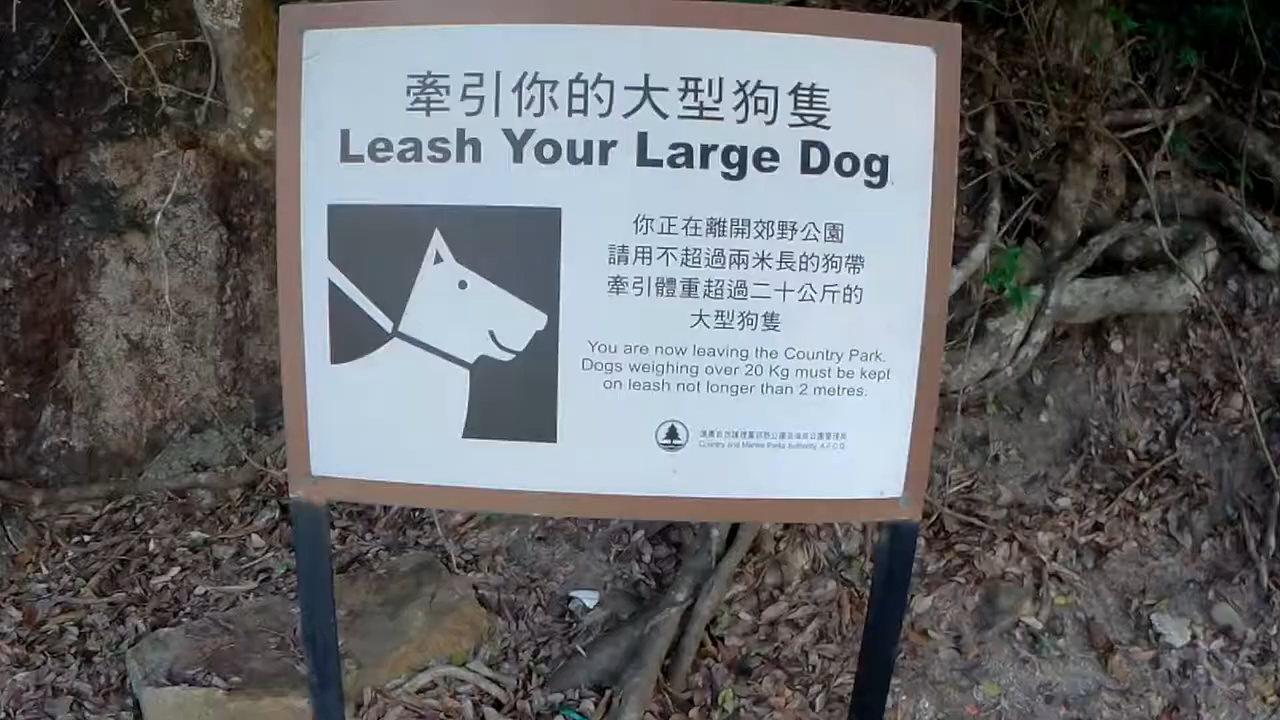 牽引你的大型狗隻
Leash Your Large Dog
你正在離開郊野公園
請用不超過兩米長的狗帶
牽引體重超過二十公斤的
大型狗隻
You are now leaving the Country Park.
Dogs weighing over 20 Kg must be kept
on leash not longer than 2 metres.
Country and Marine Parks Authority, A.F.C.D.